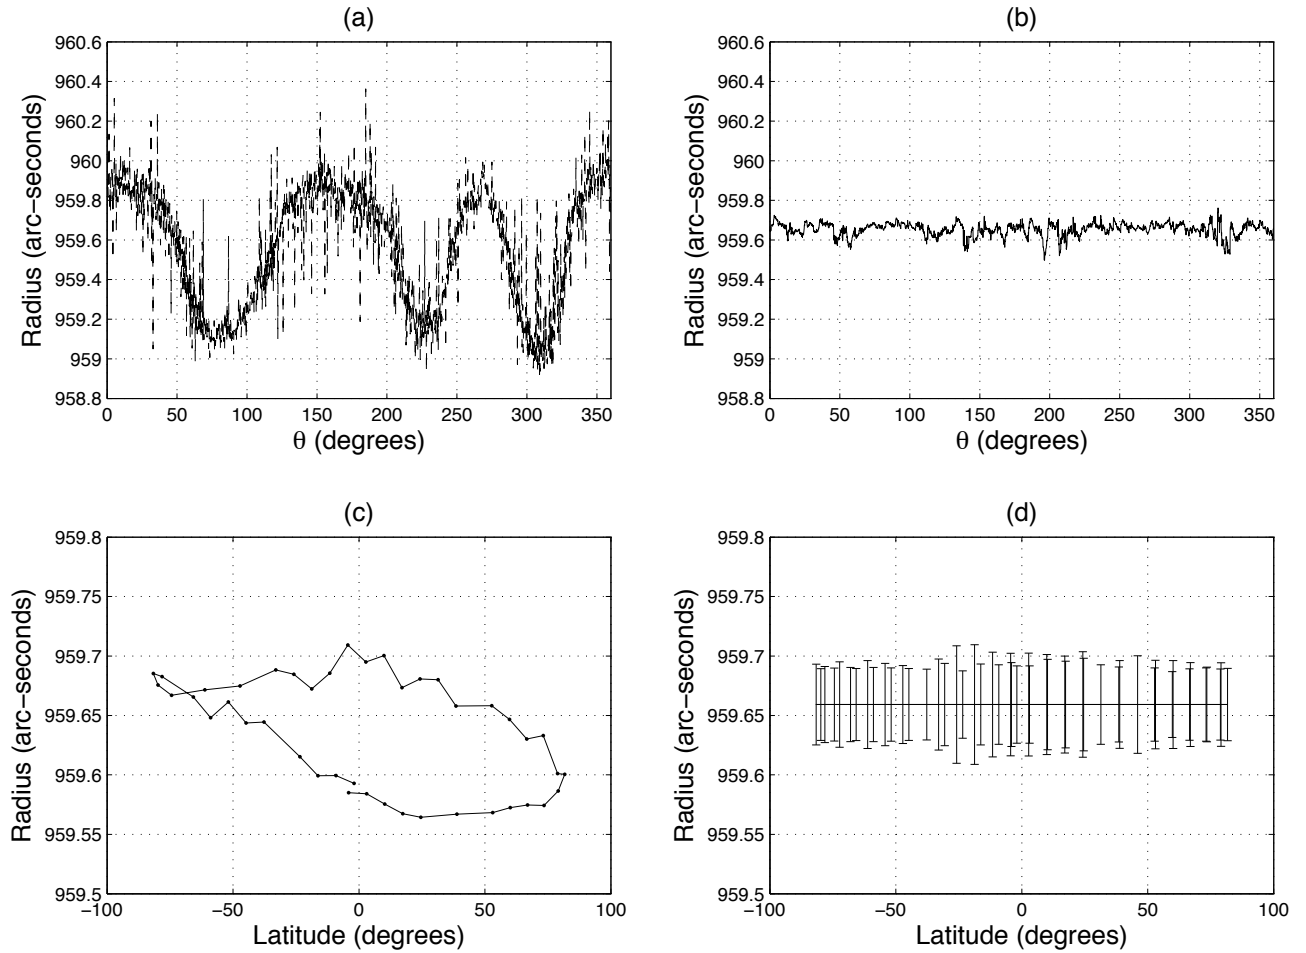 (a)
960.6
960.4
960.2
960
959.8
959.6
959.4
959.2
959
958.8
0 50 100 150 200 250 300 350
Radius (arc−seconds)
θ (degrees)
(b)
960.6
960.4
960.2
960
959.8
959.6
959.4
959.2
959
958.8
0 50 100 150 200 250 300 350
Radius (arc−seconds)
θ (degrees)
(c)
959.8
959.75
959.7
959.65
959.6
959.55
959.5
−100 −50 0 50 100
Radius (arc−seconds)
Latitude (degrees)
(d)
959.8
959.75
959.7
959.65
959.6
959.55
959.5
−100 −50 0 50 100
Radius (arc−seconds)
Latitude (degrees)